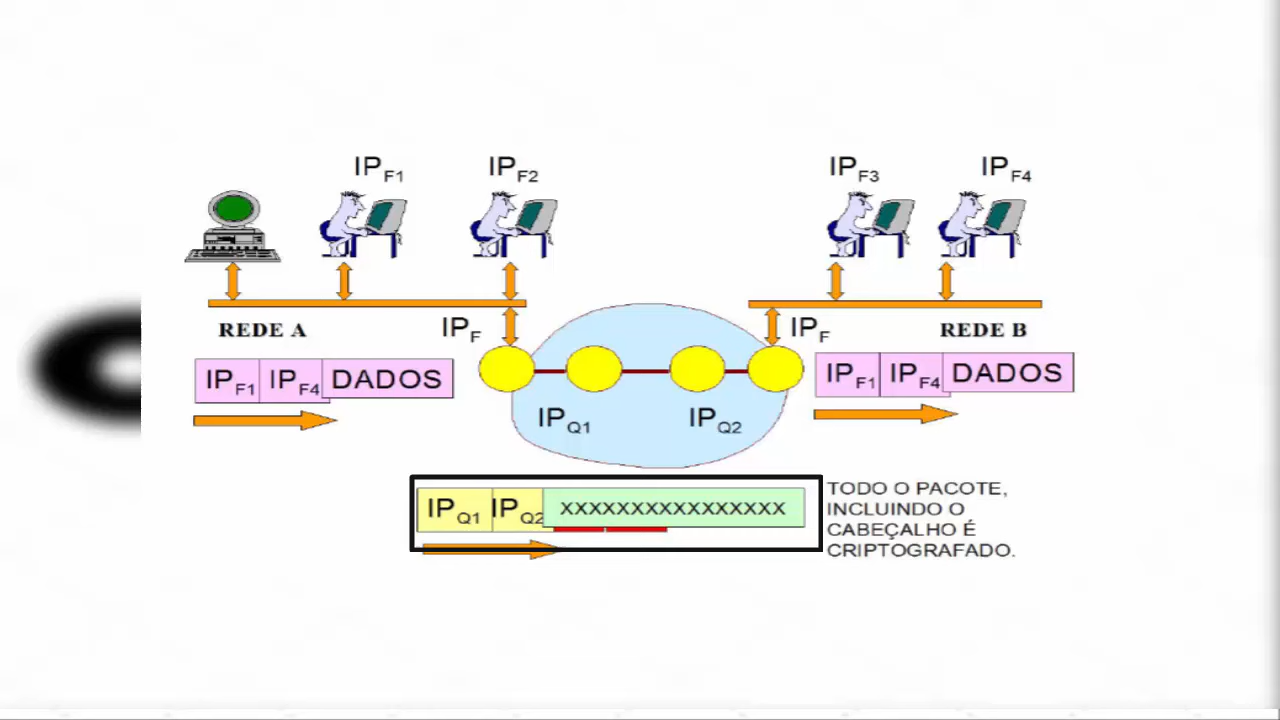 IPF1 IPF2 IPF3 IPF4
REDE A IPF IPF REDE B
IPF1 IPF4 DADOS
IPF1 IPF4 DADOS
IPQ1 IPQ2
IPQ1 IPQ2 XXXXXXXXXXXXXXXX
TODO O PACOTE,
INCLUINDO O
CABEÇALHO É
CRIPTOGRAFADO.